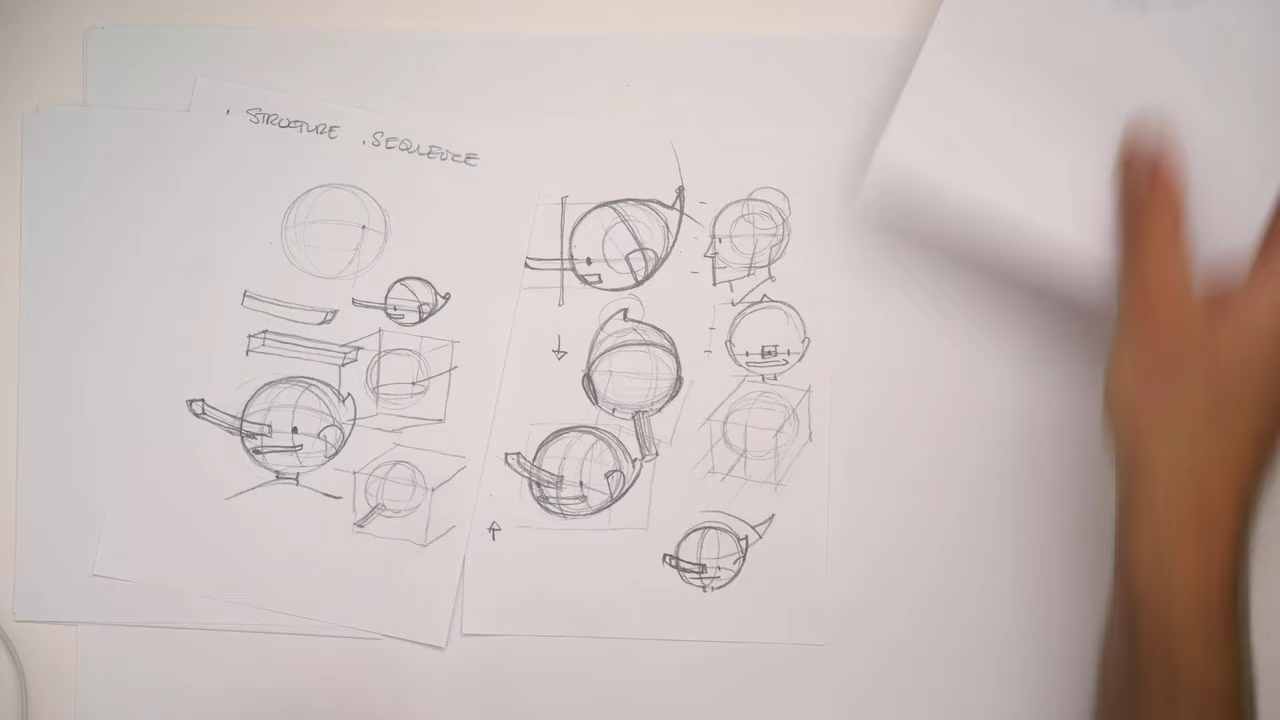 . STRUCTURE . SEQUENCE